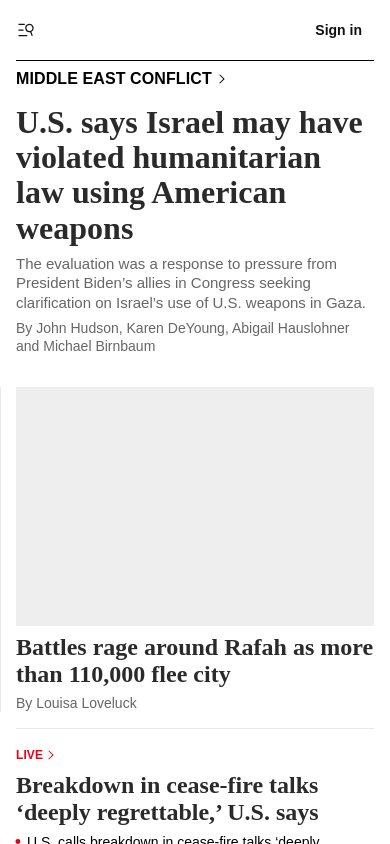 Sign in
MIDDLE EAST CONFLICT
U.S. says Israel may have
violated humanitarian
law using American
weapons
The evaluation was a response to pressure from
President Biden’s allies in Congress seeking
clarification on Israel’s use of U.S. weapons in Gaza.
By John Hudson, Karen DeYoung, Abigail Hauslohner
and Michael Birnbaum
Battles rage around Rafah as more
than 110,000 flee city
By Louisa Loveluck
LIVE
Breakdown in cease-fire talks
‘deeply regrettable,’ U.S. says
U.S. calls breakdown in cease-fire talks ‘deeply